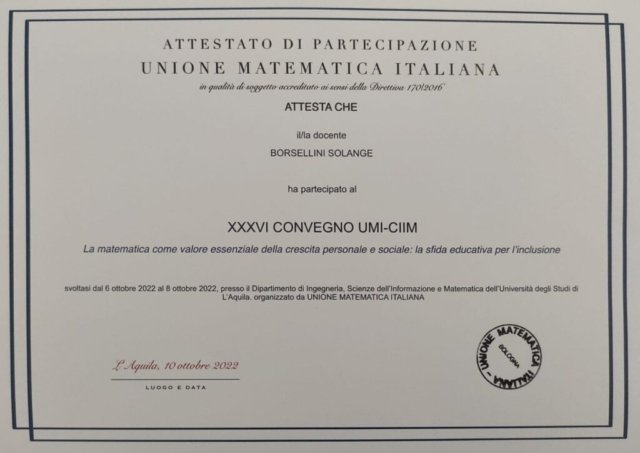 ATTESTATO DI PARTECIPAZIONE
UNIONE MATEMATICA ITALIANA
in qualità di soggetto accreditato ai sensi della Direttiva 170/2016
ATTESTA CHE
il/la docente
BORSELLINI SOLANGE
ha partecipato al
XXXVI CONVEGNO UMI-CIIM
La matematica come valore essenziale della crescita personale e sociale: la sfida educativa per l'inclusione
svoltasi dal 6 ottobre 2022 al 8 ottobre 2022, presso il Dipartimento di Ingegneria, Scienze dell'Informazione e Matematica dell'Università degli Studi di
L'Aquila. organizzato da UNIONE MATEMATICA ITALIANA
L'Aquila, 10 ottobre 2022
LUOGO E DATA
UNIONE MATEMATICA ITALIANA -
BOLOGNA